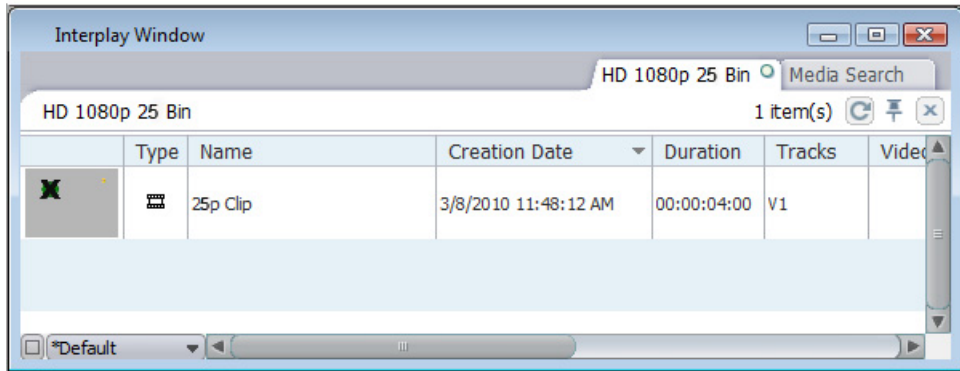 Interplay Window
HD 1080p 25 Bin Media Search
HD 1080p 25 Bin 1 item(s)
Type Name Creation Date Duration Tracks Video
25p Clip 3/8/2010 11:48:12 AM 00:00:04:00 V1
*Default